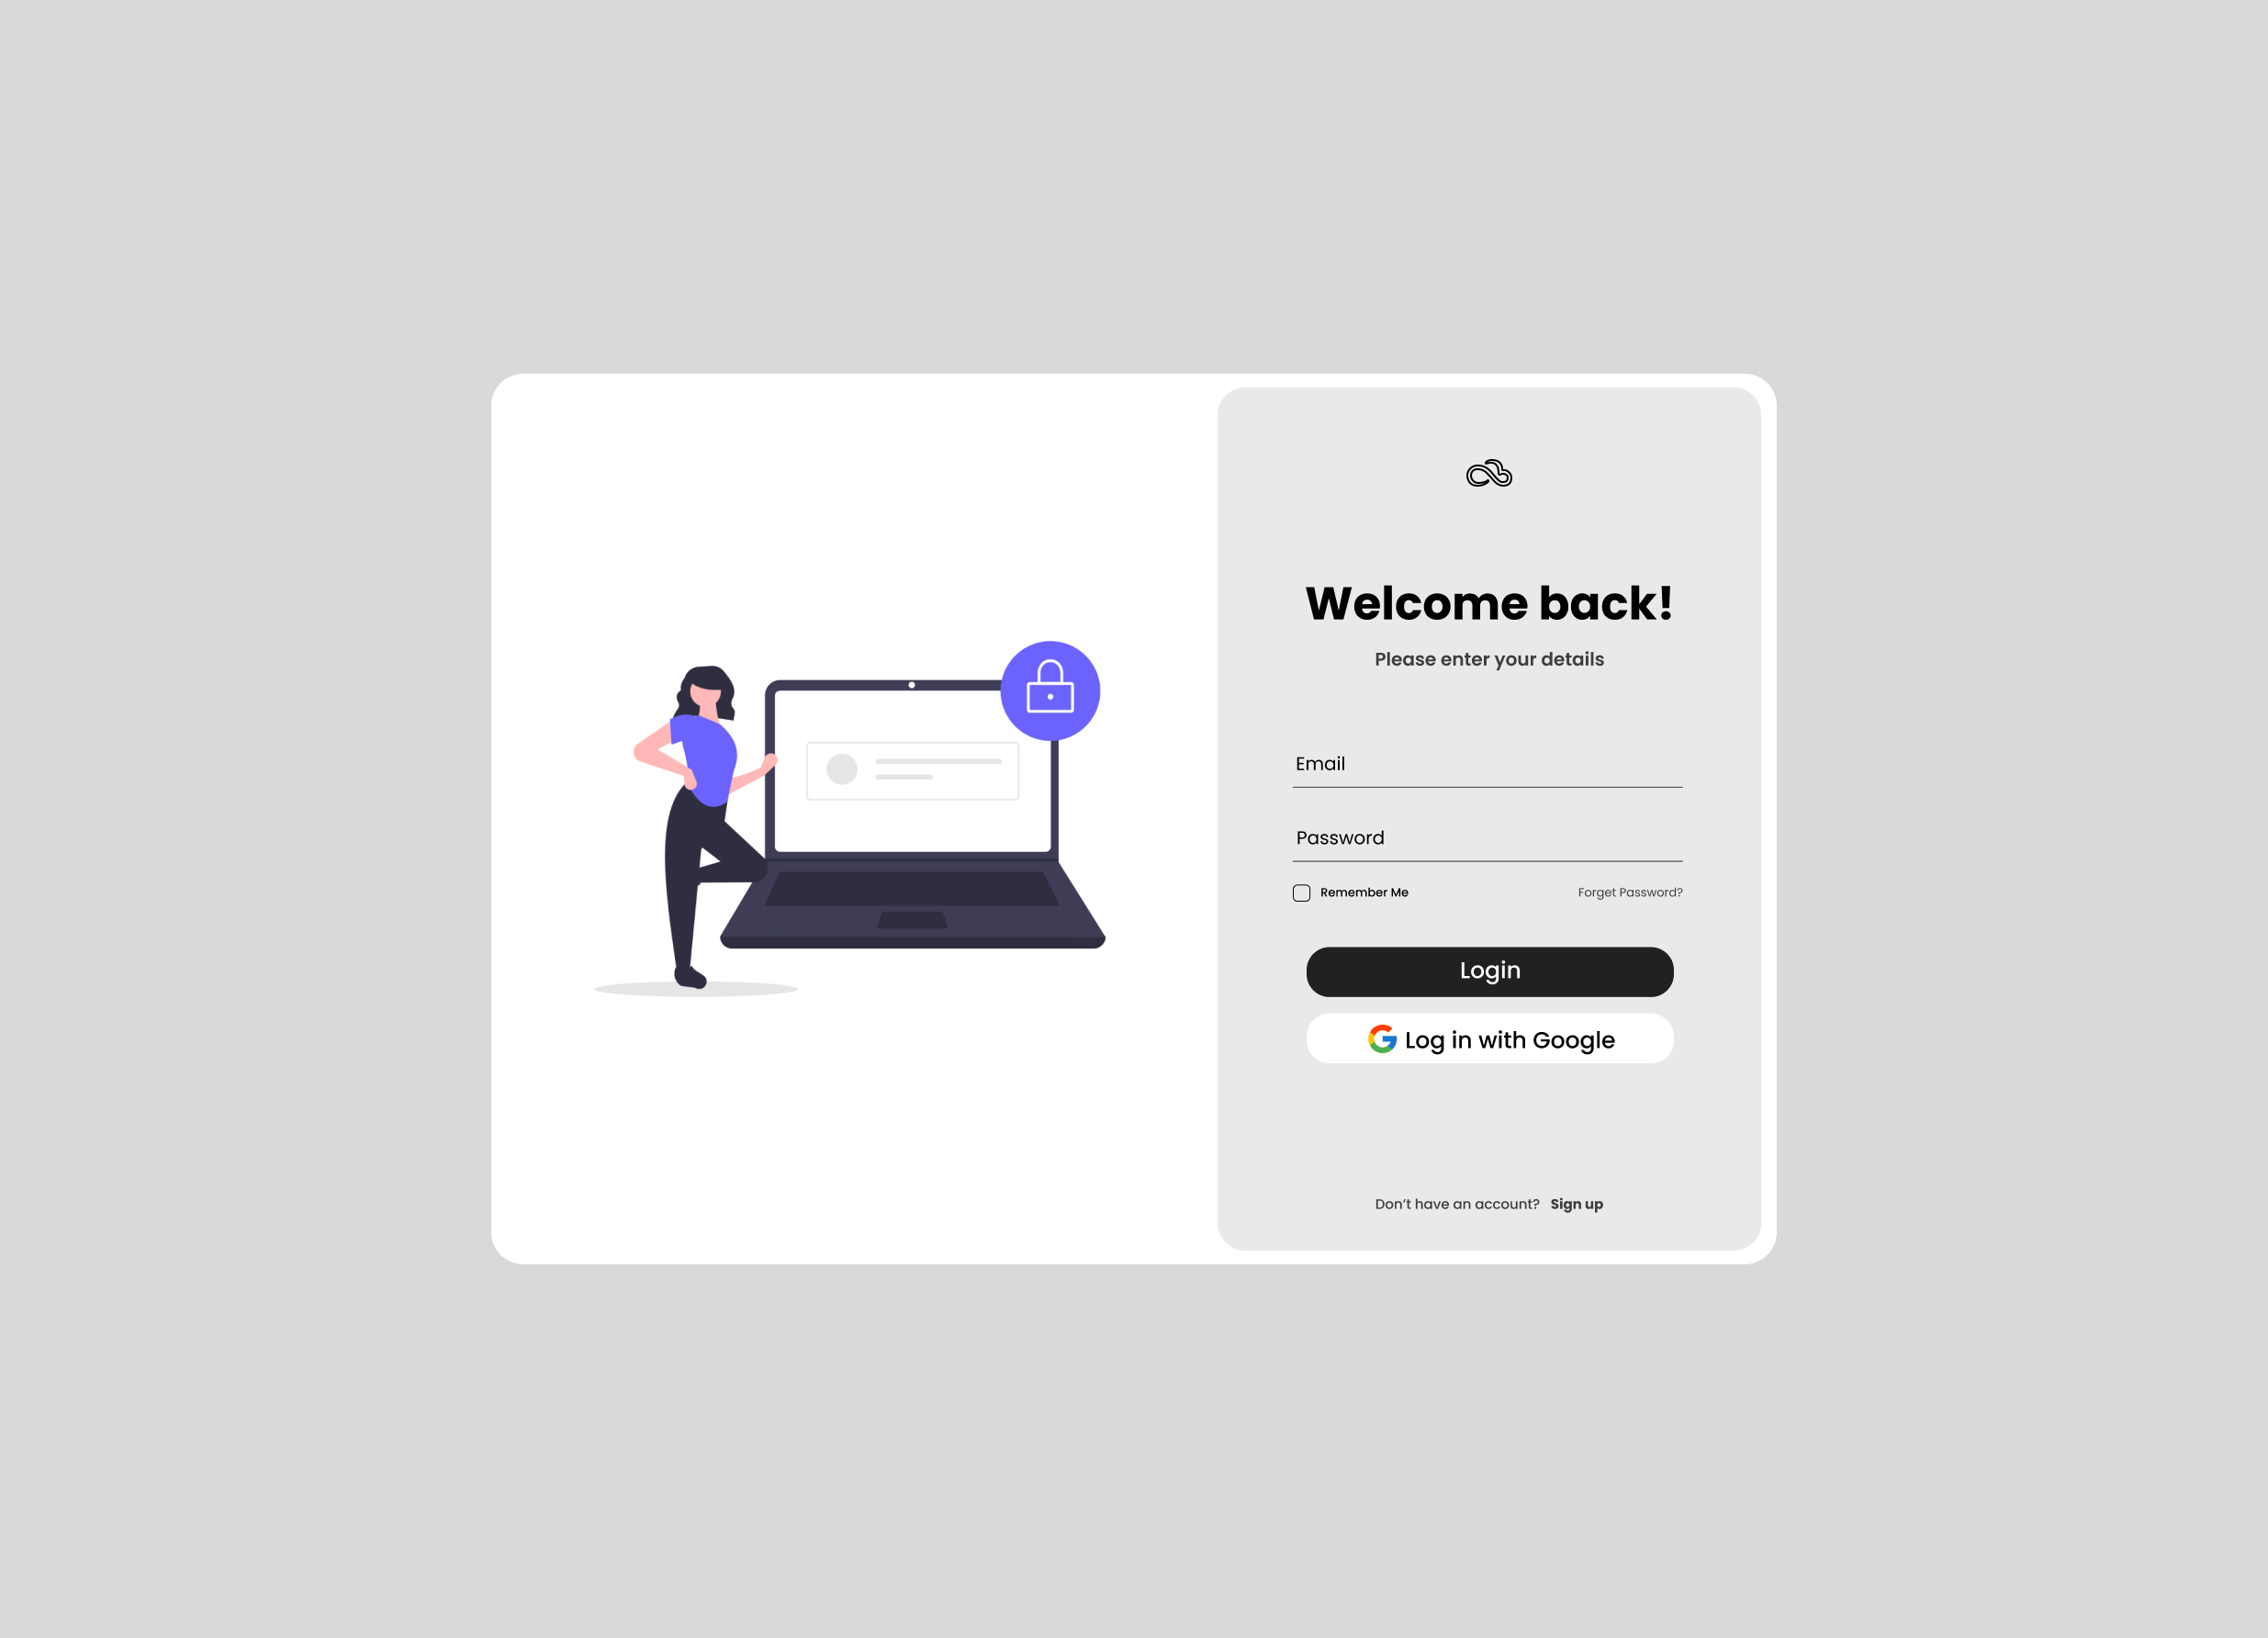 Welcome back!
Please enter your details
Email
Password
Remember Me
Forget Password?
Login
Log in with Google
Don’t have an account? Sign up